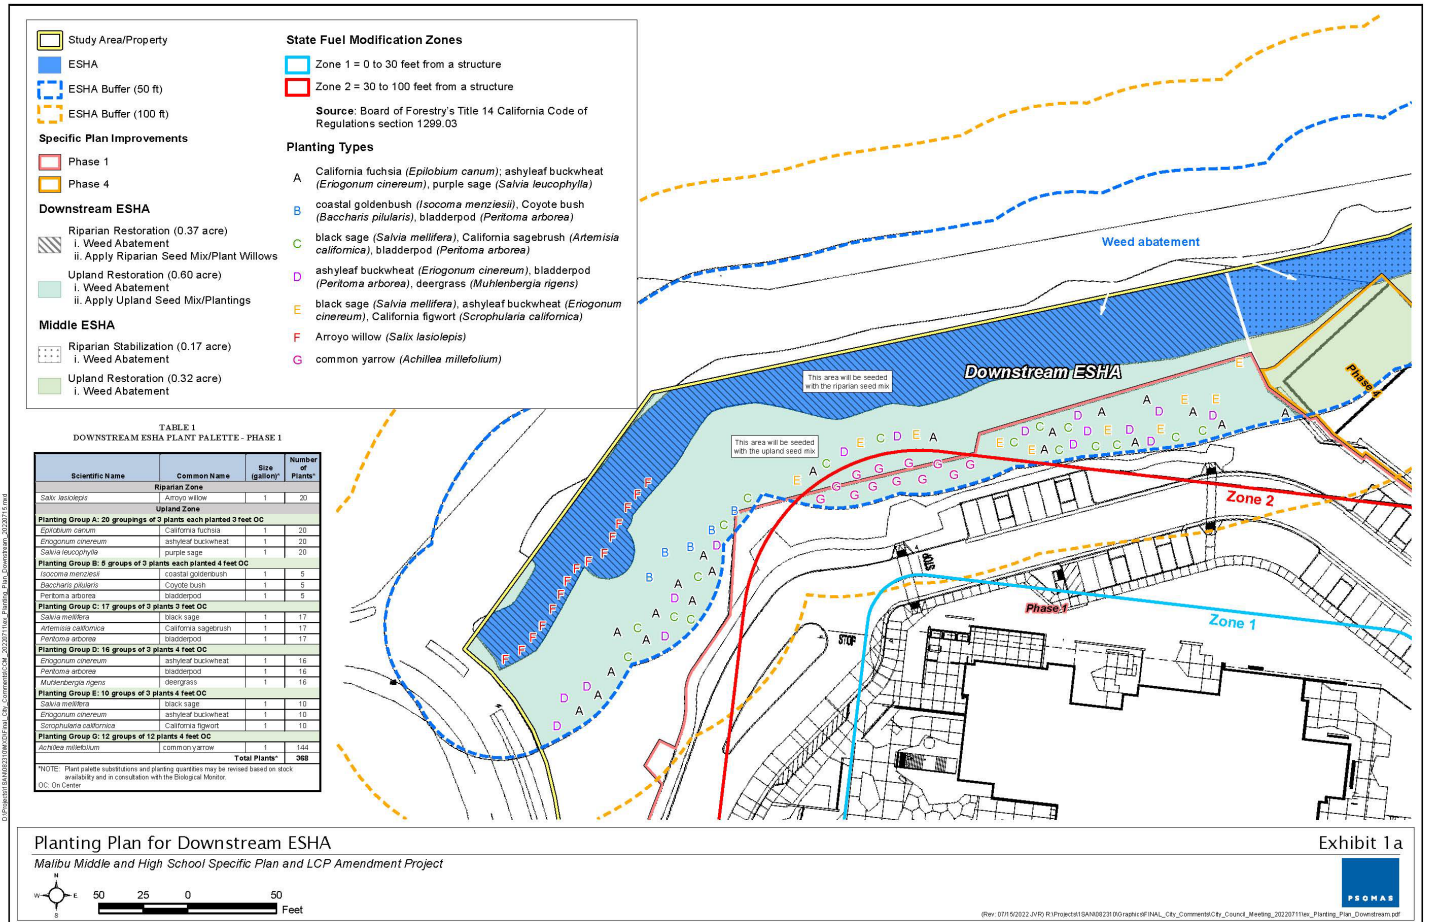 Study Area/Property
ESHA
ESHA Buffer (50 ft)
ESHA Buffer (100 ft)
Specific Plan Improvements
Phase 1
Phase 4
Downstream ESHA
Riparian Restoration (0.37 acre)
i. Weed Abatement
ii. Apply Riparian Seed Mix/Plant Willows
Upland Restoration (0.60 acre)
i. Weed Abatement
ii. Apply Upland Seed Mix/Plantings
Middle ESHA
Riparian Stabilization (0.17 acre)
i. Weed Abatement
Upland Restoration (0.32 acre)
i. Weed Abatement
State Fuel Modification Zones
Zone 1 = 0 to 30 feet from a structure
Zone 2 = 30 to 100 feet from a structure
Source: Board of Forestry's Title 14 California Code of
Regulations section 1299.03
Planting Types
A California fuchsia (Epilobium canum); ashyleaf buckwheat
(Eriogonum cinereum), purple sage (Salvia leucophylla)
B coastal goldenbush (Isocoma menziesii), Coyote bush
(Baccharis pilularis), bladderpod (Peritoma arborea)
C black sage (Salvia mellifera), California sagebrush (Artemisia
californica), bladderpod (Peritoma arborea)
D ashyleaf buckwheat (Eriogonum cinereum), bladderpod
(Peritoma arborea), deergrass (Muhlenbergia rigens)
E black sage (Salvia mellifera), ashyleaf buckwheat (Eriogonum
cinereum), California figwort (Scrophularia californica)
F Arroyo willow (Salix lasiolepis)
G common yarrow (Achillea millefolium)
Weed abatement
Downstream ESHA
This area will be seeded
with the riparian seed mix
This area will be seeded
with the upland seed mix
Phase 4
Zone 2
Phase 1
Zone 1
STOP
STOP
TABLE 1
DOWNSTREAM ESHA PLANT PALETTE - PHASE 1
Scientific Name Common Name Size (gallon)* Number of Plants*
Riparian Zone
Salix lasiolepis Arroyo willow 1 20
Upland Zone
Planting Group A: 20 groupings of 3 plants each planted 3 feet OC
Epilobium canum California fuchsia 1 20
Eriogonum cinereum ashyleaf buckwheat 1 20
Salvia leucophylla purple sage 1 20
Planting Group B: 5 groups of 3 plants each planted 4 feet OC
Isocoma menziesii coastal goldenbush 1 5
Baccharis pilularis Coyote bush 1 5
Peritoma arborea bladderpod 1 5
Planting Group C: 17 groups of 3 plants 3 feet OC
Salvia mellifera black sage 1 17
Artemisia californica California sagebrush 1 17
Peritoma arborea bladderpod 1 17
Planting Group D: 16 groups of 3 plants 4 feet OC
Eriogonum cinereum ashyleaf buckwheat 1 16
Peritoma arborea bladderpod 1 16
Muhlenbergia rigens deergrass 1 16
Planting Group E: 10 groups of 3 plants 4 feet OC
Salvia mellifera black sage 1 10
Eriogonum cinereum ashyleaf buckwheat 1 10
Scrophularia californica California figwort 1 10
Planting Group G: 12 groups of 12 plants 4 feet OC
Achillea millefolium common yarrow 1 144
Total Plants* 368
*NOTE: Plant palette substitutions and planting quantities may be revised based on stock
availability and in consultation with the Biological Monitor.
OC: On Center
Planting Plan for Downstream ESHA
Exhibit 1a
Malibu Middle and High School Specific Plan and LCP Amendment Project
N
W E
S
50 25 0 50
Feet
PSOMAS